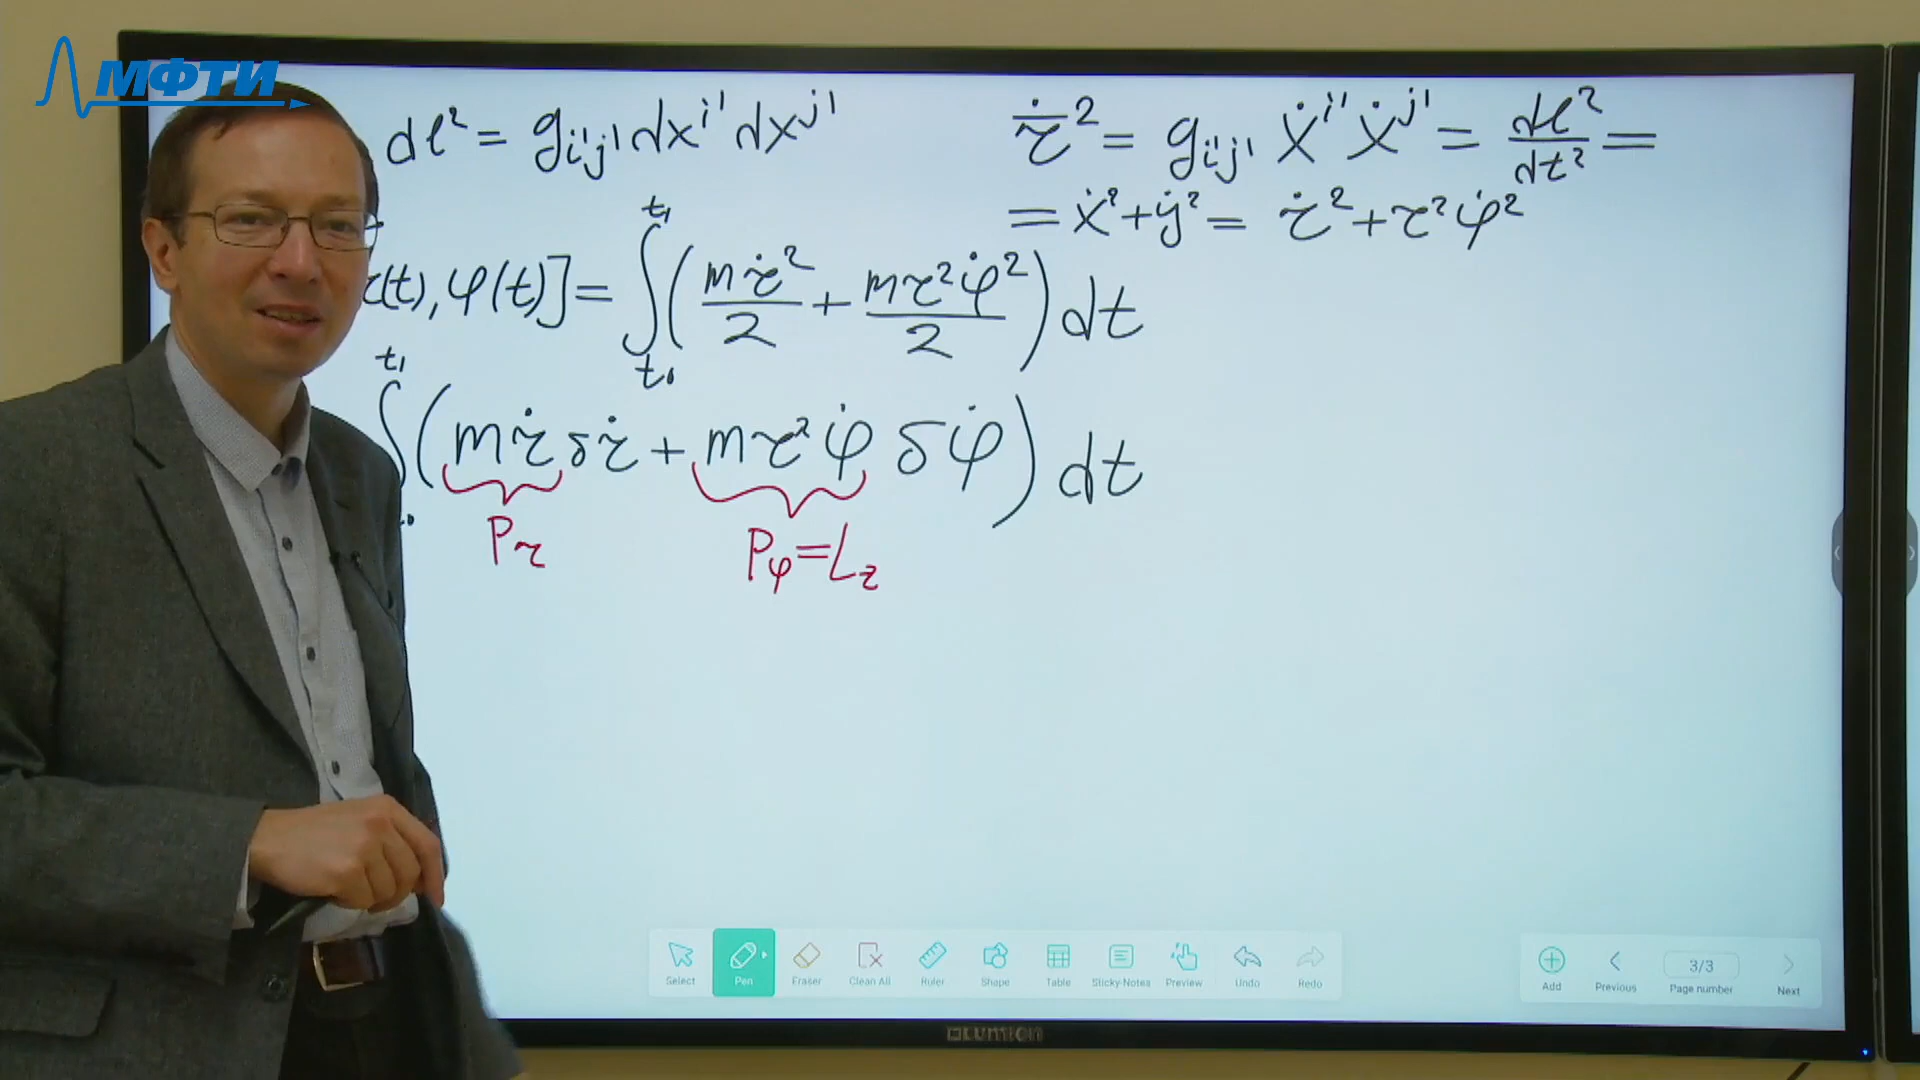 МФТИ
dl² = g_{i'j'} dx^{i'} dx^{j'}
ṙ² = g_{i'j'} ẋ^{i'} ẋ^{j'} = dl²/dt² =
= ẋ² + ẏ² = ṙ² + r² φ̇²
(t), φ(t)] = ∫_{t₀}^{t₁} (mṙ²/2 + mr²φ̇²/2) dt
∫^{t₁} (mṙ δṙ + mr²φ̇ δφ̇) dt
P_r
P_φ = L_z
Select Pen Eraser Clean All Ruler Shape Table Sticky-Notes Preview Undo Redo
Add Previous 3/3 Page number Next
Lumien